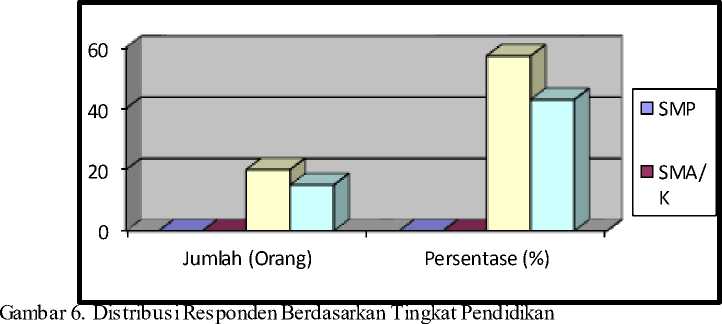 60
40
20
0
Jumlah (Orang)
Persentase (%)
SMP
SMA/
K
Gambar 6. Distribusi Responden Berdasarkan Tingkat Pendidikan